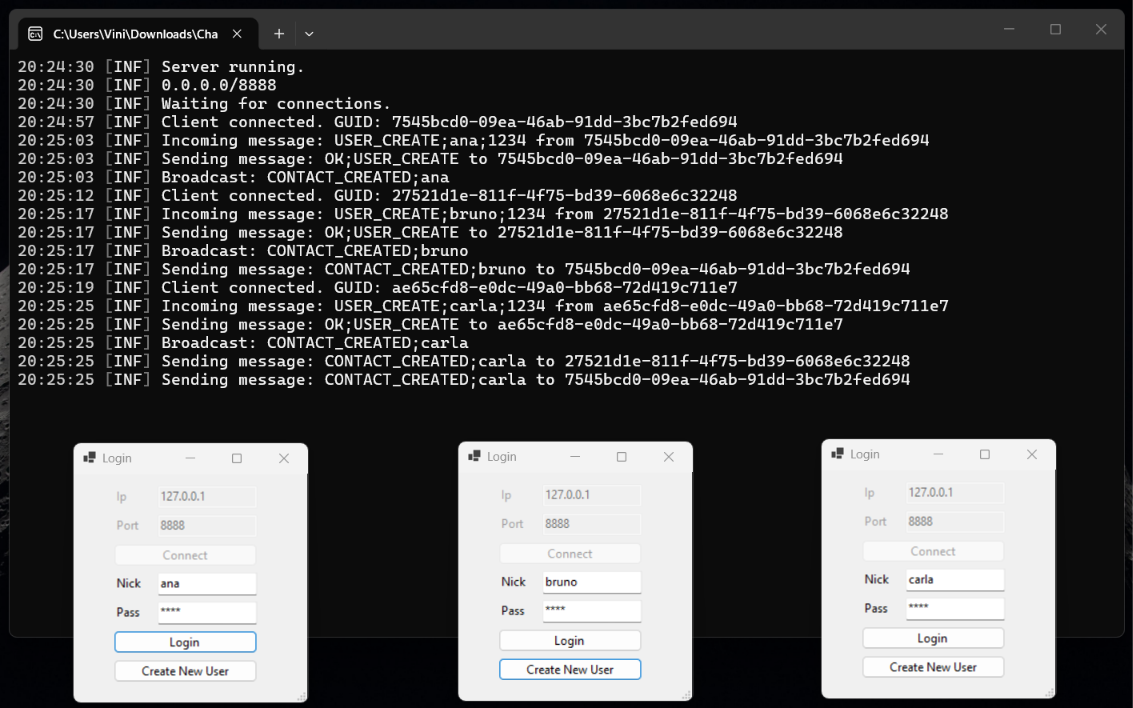 C:\Users\Vini\Downloads\Cha
20:24:30 [INF] Server running.
20:24:30 [INF] 0.0.0.0/8888
20:24:30 [INF] Waiting for connections.
20:24:57 [INF] Client connected. GUID: 7545bcd0-09ea-46ab-91dd-3bc7b2fed694
20:25:03 [INF] Incoming message: USER_CREATE;ana;1234 from 7545bcd0-09ea-46ab-91dd-3bc7b2fed694
20:25:03 [INF] Sending message: OK;USER_CREATE to 7545bcd0-09ea-46ab-91dd-3bc7b2fed694
20:25:03 [INF] Broadcast: CONTACT_CREATED;ana
20:25:12 [INF] Client connected. GUID: 27521d1e-811f-4f75-bd39-6068e6c32248
20:25:17 [INF] Incoming message: USER_CREATE;bruno;1234 from 27521d1e-811f-4f75-bd39-6068e6c32248
20:25:17 [INF] Sending message: OK;USER_CREATE to 27521d1e-811f-4f75-bd39-6068e6c32248
20:25:17 [INF] Broadcast: CONTACT_CREATED;bruno
20:25:17 [INF] Sending message: CONTACT_CREATED;bruno to 7545bcd0-09ea-46ab-91dd-3bc7b2fed694
20:25:19 [INF] Client connected. GUID: ae65cfd8-e0dc-49a0-bb68-72d419c711e7
20:25:25 [INF] Incoming message: USER_CREATE;carla;1234 from ae65cfd8-e0dc-49a0-bb68-72d419c711e7
20:25:25 [INF] Sending message: OK;USER_CREATE to ae65cfd8-e0dc-49a0-bb68-72d419c711e7
20:25:25 [INF] Broadcast: CONTACT_CREATED;carla
20:25:25 [INF] Sending message: CONTACT_CREATED;carla to 27521d1e-811f-4f75-bd39-6068e6c32248
20:25:25 [INF] Sending message: CONTACT_CREATED;carla to 7545bcd0-09ea-46ab-91dd-3bc7b2fed694
Login
Ip 127.0.0.1
Port 8888
Connect
Nick ana
Pass ****
Login
Create New User
Login
Ip 127.0.0.1
Port 8888
Connect
Nick bruno
Pass ****
Login
Create New User
Login
Ip 127.0.0.1
Port 8888
Connect
Nick carla
Pass ****
Login
Create New User